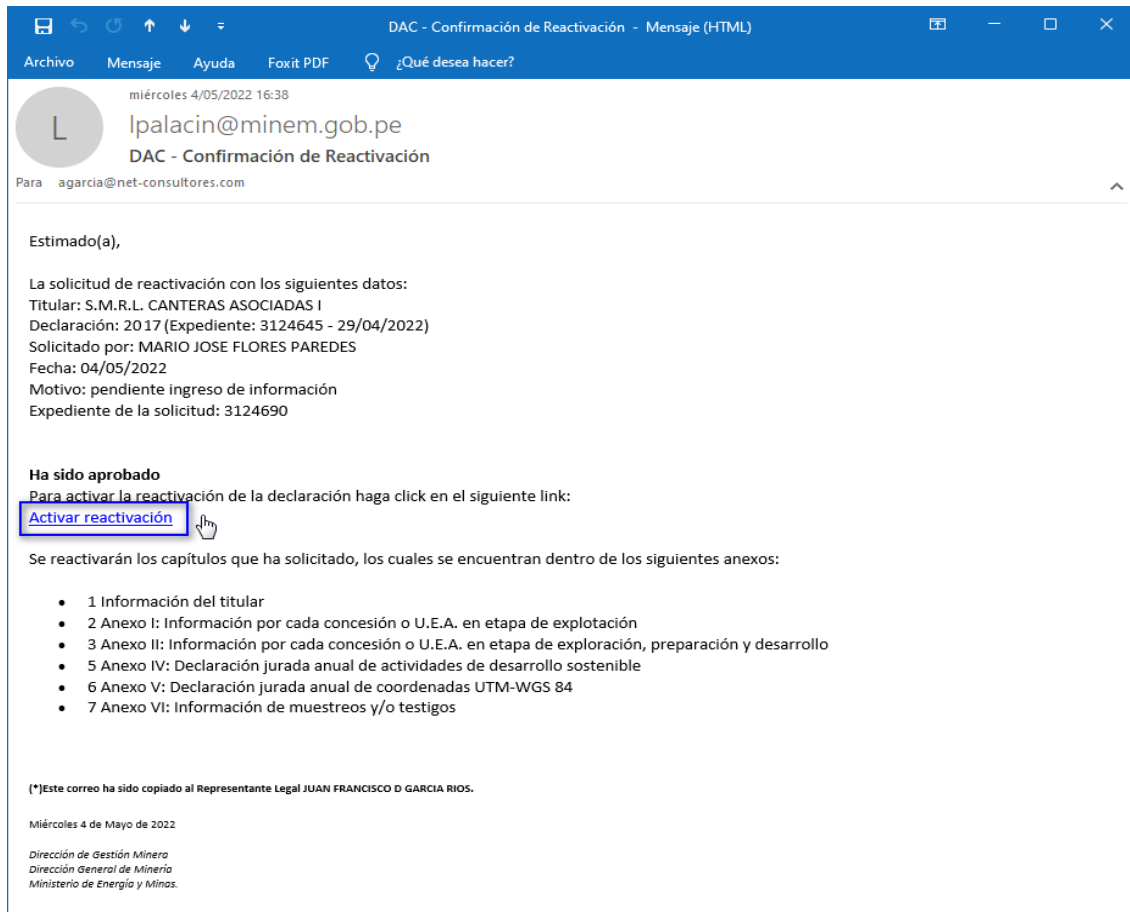 DAC - Confirmación de Reactivación - Mensaje (HTML)
Archivo Mensaje Ayuda Foxit PDF ¿Qué desea hacer?
miércoles 4/05/2022 16:38
L
lpalacin@minem.gob.pe
DAC - Confirmación de Reactivación
Para agarcia@net-consultores.com
Estimado(a),
La solicitud de reactivación con los siguientes datos:
Titular: S.M.R.L. CANTERAS ASOCIADAS I
Declaración: 2017 (Expediente: 3124645 - 29/04/2022)
Solicitado por: MARIO JOSE FLORES PAREDES
Fecha: 04/05/2022
Motivo: pendiente ingreso de información
Expediente de la solicitud: 3124690
Ha sido aprobado
Para activar la reactivación de la declaración haga click en el siguiente link:
Activar reactivación
Se reactivarán los capítulos que ha solicitado, los cuales se encuentran dentro de los siguientes anexos:
• 1 Información del titular
• 2 Anexo I: Información por cada concesión o U.E.A. en etapa de explotación
• 3 Anexo II: Información por cada concesión o U.E.A. en etapa de exploración, preparación y desarrollo
• 5 Anexo IV: Declaración jurada anual de actividades de desarrollo sostenible
• 6 Anexo V: Declaración jurada anual de coordenadas UTM-WGS 84
• 7 Anexo VI: Información de muestreos y/o testigos
(*)Este correo ha sido copiado al Representante Legal JUAN FRANCISCO D GARCIA RIOS.
Miércoles 4 de Mayo de 2022
Dirección de Gestión Minera
Dirección General de Minería
Ministerio de Energía y Minas.